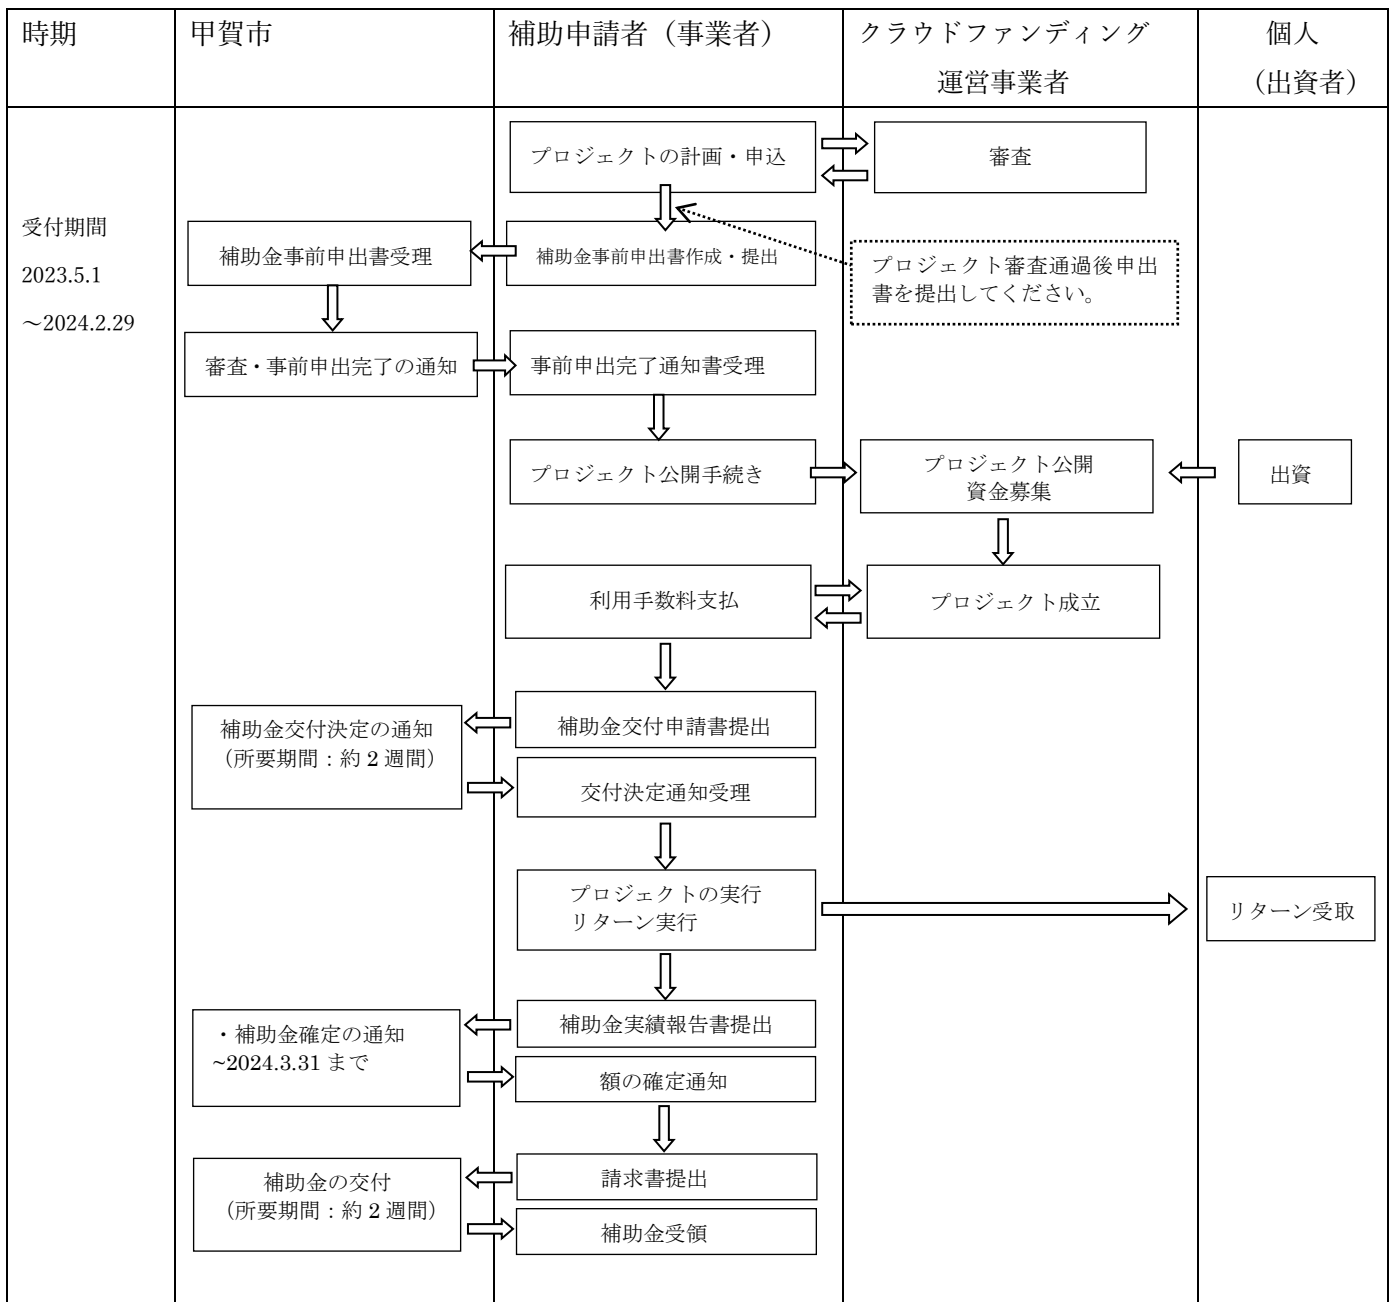 時期
甲賀市
補助申請者（事業者）
クラウドファンディング
運営事業者
個人
（出資者）
プロジェクトの計画・申込
審査
受付期間
2023.5.1
～2024.2.29
補助金事前申出書受理
補助金事前申出書作成・提出
プロジェクト審査通過後申出
書を提出してください。
審査・事前申出完了の通知
事前申出完了通知書受理
プロジェクト公開手続き
プロジェクト公開
資金募集
出資
利用手数料支払
プロジェクト成立
補助金交付決定の通知
（所要期間：約 2 週間）
補助金交付申請書提出
交付決定通知受理
プロジェクトの実行
リターン実行
リターン受取
・補助金確定の通知
~2024.3.31 まで
補助金実績報告書提出
額の確定通知
補助金の交付
（所要期間：約 2 週間）
請求書提出
補助金受領